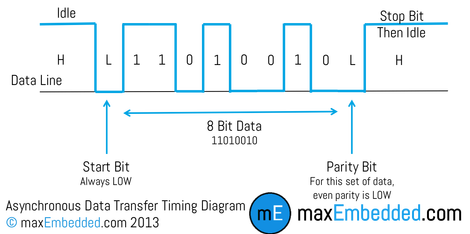 Idle
Stop Bit
Then Idle
H L 1 1 0 1 0 0 1 0 L H
Data Line
8 Bit Data
11010010
Start Bit
Always LOW
Parity Bit
For this set of data,
even parity is LOW
Asynchronous Data Transfer Timing Diagram
© maxEmbedded.com 2013
mE maxEmbedded.com